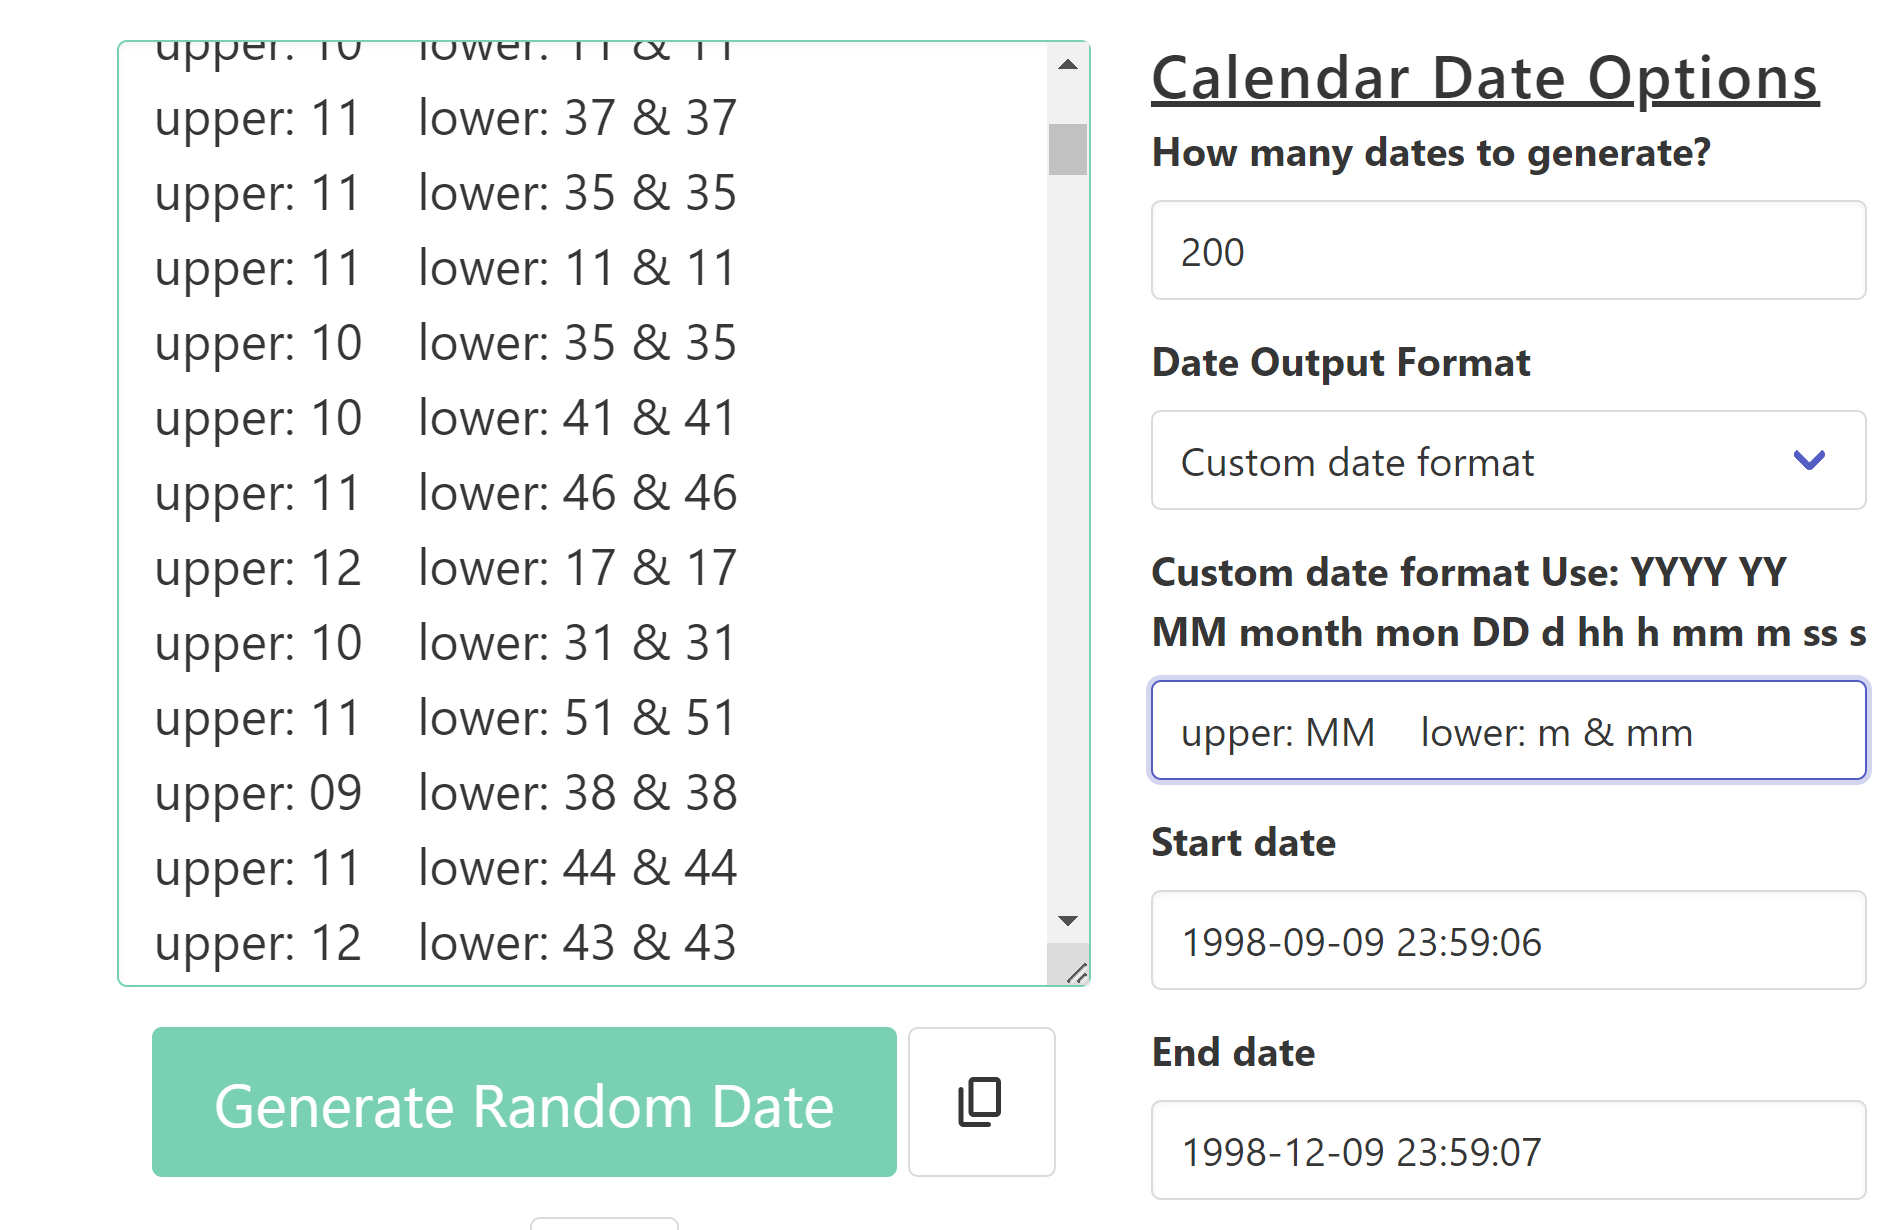 upper: 10    lower: 11 & 11
upper: 11    lower: 37 & 37
upper: 11    lower: 35 & 35
upper: 11    lower: 11 & 11
upper: 10    lower: 35 & 35
upper: 10    lower: 41 & 41
upper: 11    lower: 46 & 46
upper: 12    lower: 17 & 17
upper: 10    lower: 31 & 31
upper: 11    lower: 51 & 51
upper: 09    lower: 38 & 38
upper: 11    lower: 44 & 44
upper: 12    lower: 43 & 43
Generate Random Date
Calendar Date Options
How many dates to generate?
200
Date Output Format
Custom date format
Custom date format Use: YYYY YY
MM month mon DD d hh h mm m ss s
upper: MM    lower: m & mm
Start date
1998-09-09 23:59:06
End date
1998-12-09 23:59:07